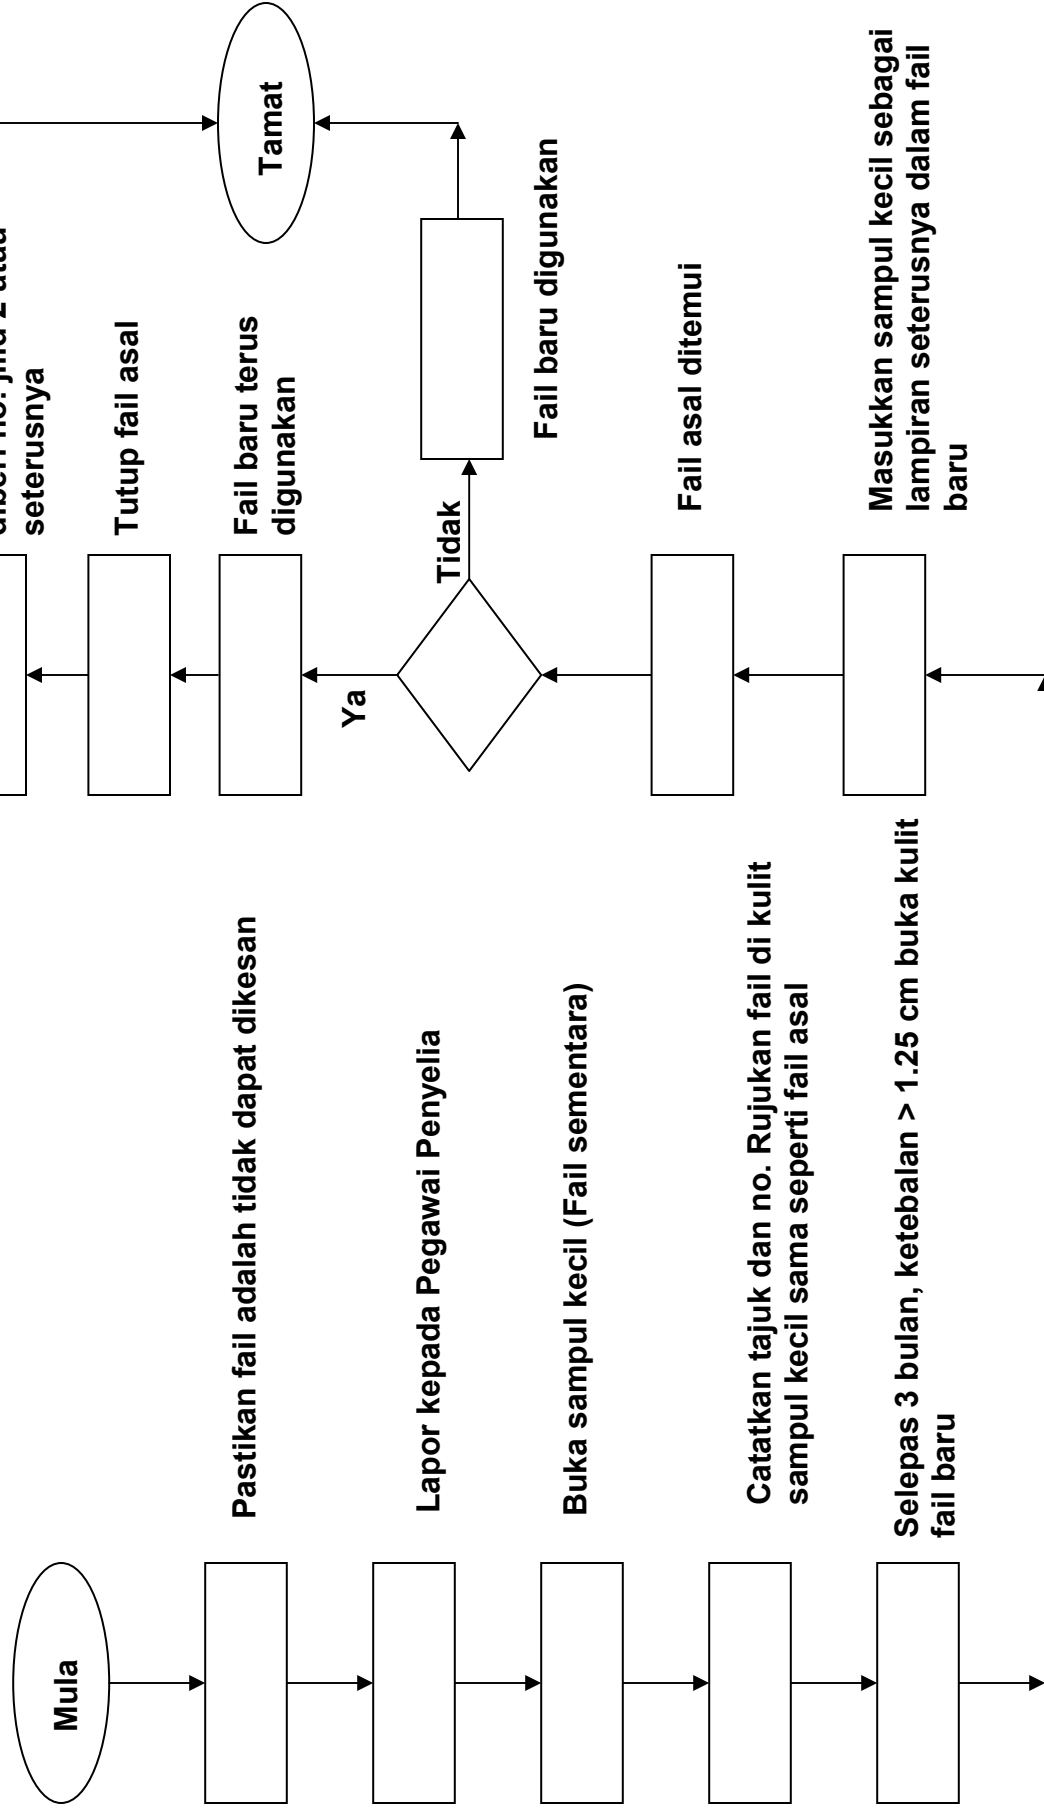 Mula
Pastikan fail adalah tidak dapat dikesan
Lapor kepada Pegawai Penyelia
Buka sampul kecil (Fail sementara)
Catatkan tajuk dan no. Rujukan fail di kulit
sampul kecil sama seperti fail asal
Selepas 3 bulan, ketebalan > 1.25 cm buka kulit
fail baru
Masukkan sampul kecil sebagai
lampiran seterusnya dalam fail
baru
Fail asal ditemui
Tidak
Fail baru digunakan
Ya
Fail baru terus
digunakan
Tutup fail asal
seterusnya
Tamat